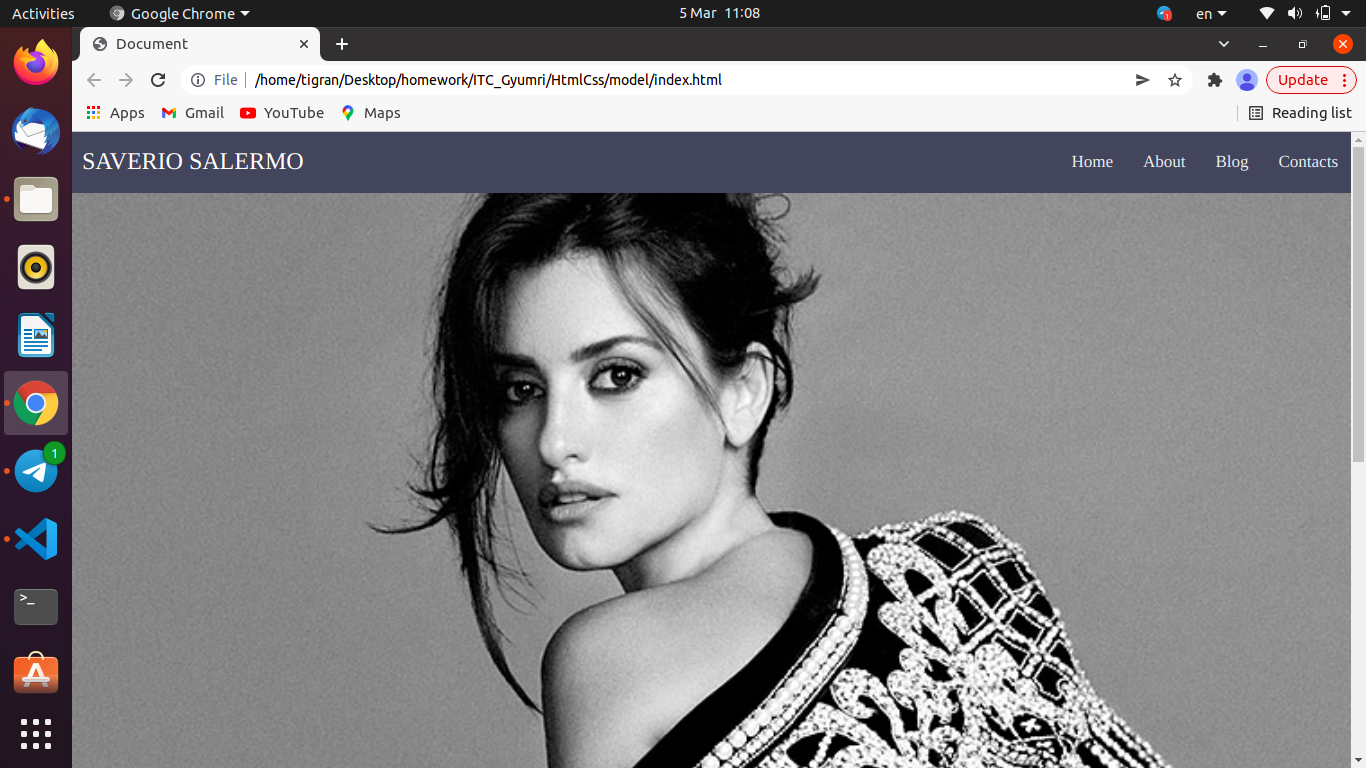 Activities Google Chrome 5 Mar 11:08 1 en
Document
File /home/tigran/Desktop/homework/ITC_Gyumri/HtmlCss/model/index.html Update
Apps Gmail YouTube Maps Reading list
SAVERIO SALERMO Home About Blog Contacts
1
>_